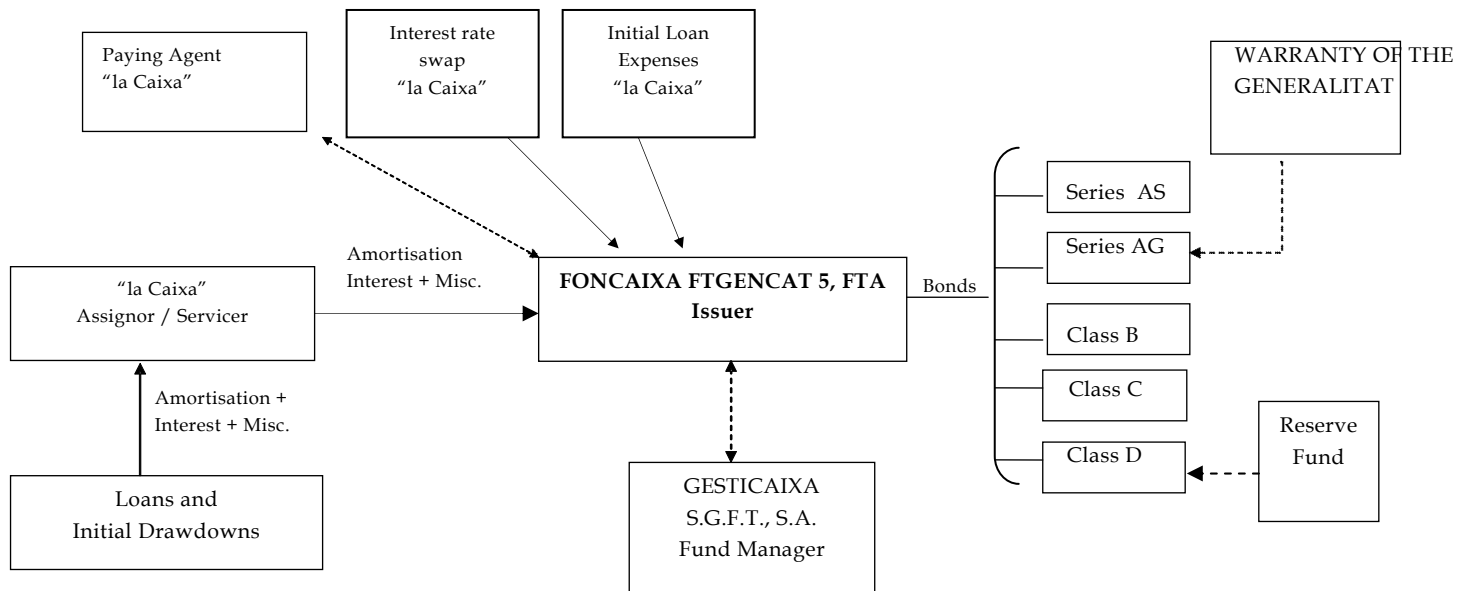 Paying Agent
“la Caixa”
Interest rate
swap
“la Caixa”
Initial Loan
Expenses
“la Caixa”
WARRANTY OF THE
GENERALITAT
Series AS
Series AG
Class B
Class C
Class D
Bonds
Reserve
Fund
Amortisation
Interest + Misc.
FONCAIXA FTGENCAT 5, FTA
Issuer
“la Caixa”
Assignor / Servicer
Amortisation +
Interest + Misc.
Loans and
Initial Drawdowns
GESTICAIXA
S.G.F.T., S.A.
Fund Manager